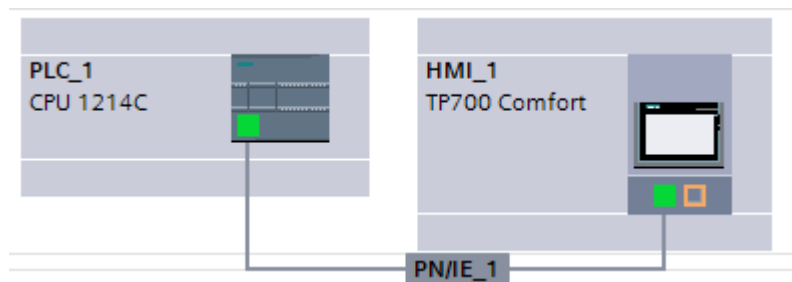 PLC_1
CPU 1214C
HMI_1
TP700 Comfort
PN/IE_1